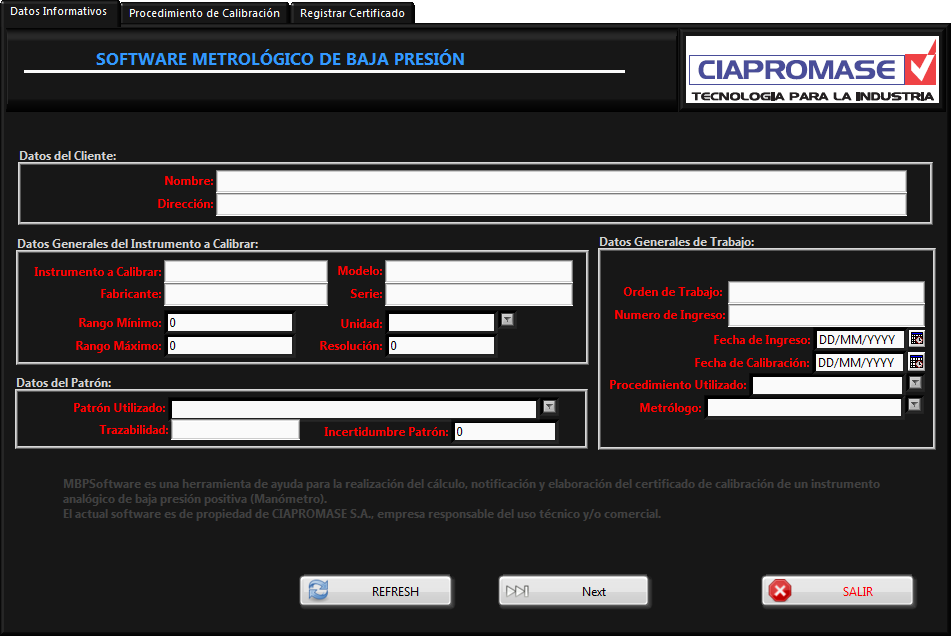 Datos Informativos
Procedimiento de Calibración
Registrar Certificado
SOFTWARE METROLÓGICO DE BAJA PRESIÓN
CIAPROMASE
TECNOLOGIA PARA LA INDUSTRIA
Datos del Cliente:
Nombre:
Dirección:
Datos Generales del Instrumento a Calibrar:
Instrumento a Calibrar:
Modelo:
Fabricante:
Serie:
Rango Mínimo: 0
Unidad:
Rango Máximo: 0
Resolución: 0
Datos Generales de Trabajo:
Orden de Trabajo:
Numero de Ingreso:
Fecha de Ingreso: DD/MM/YYYY
Fecha de Calibración: DD/MM/YYYY
Procedimiento Utilizado:
Metrólogo:
Datos del Patrón:
Patrón Utilizado:
Trazabilidad:
Incertidumbre Patrón: 0
MBPSoftware es una herramienta de ayuda para la realización del cálculo, notificación y elaboración del certificado de calibración de un instrumento
analógico de baja presión positiva (Manómetro).
El actual software es de propiedad de CIAPROMASE S.A., empresa responsable del uso técnico y/o comercial.
REFRESH
Next
SALIR